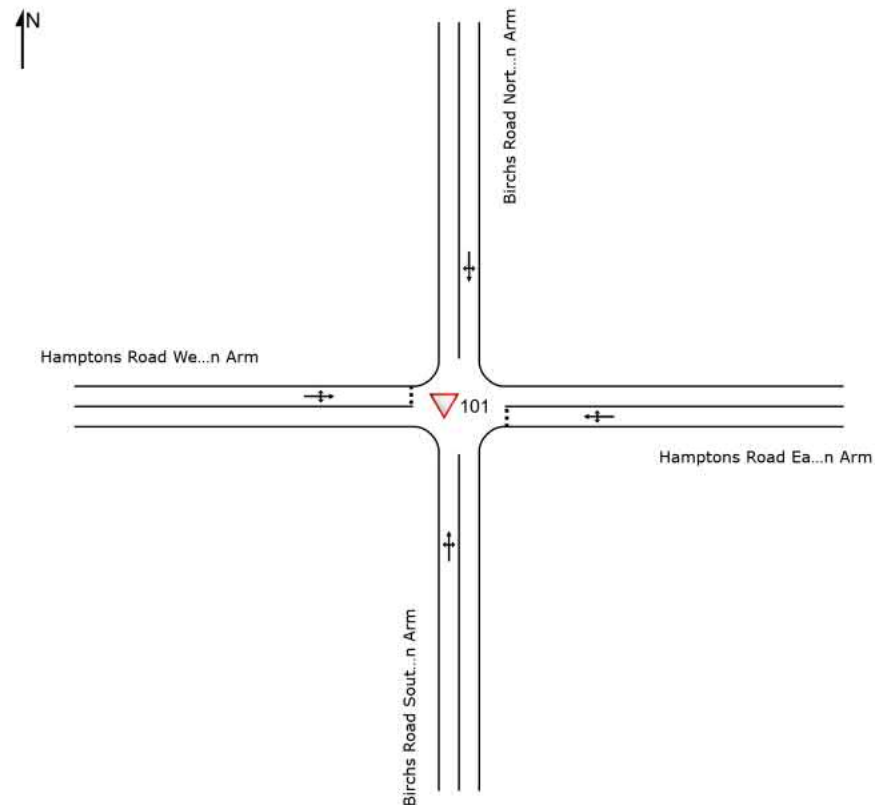 N
Birchs Road Nort...n Arm
Hamptons Road We...n Arm
101
Hamptons Road Ea...n Arm
Birchs Road Sout...n Arm